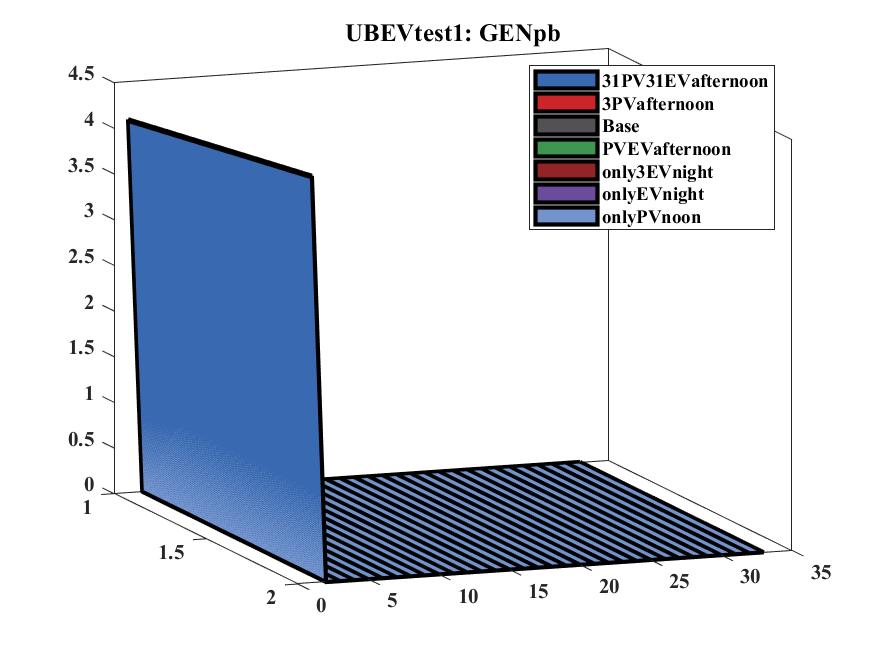 UBEVtest1: GENpb
31PV31EVafternoon
3PVafternoon
Base
PVEVafternoon
only3EVnight
onlyEVnight
onlyPVnoon
4.5
4
3.5
3
2.5
2
1.5
1
0.5
0
1
1.5
2
0
5
10
15
20
25
30
35